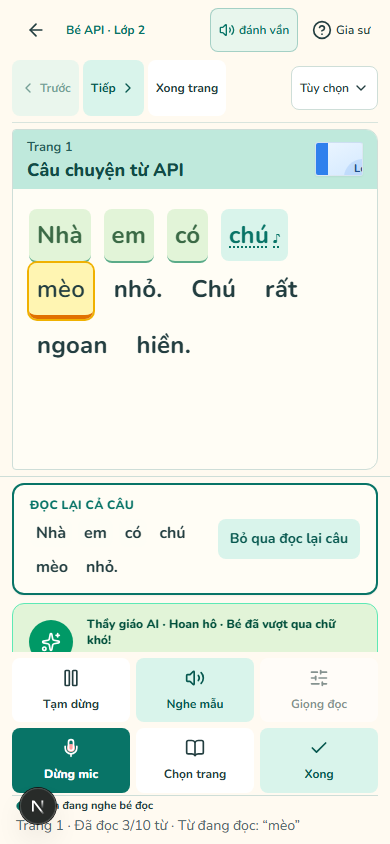 Bé API · Lớp 2
đánh vần
Gia sư
Trước
Tiếp
Xong trang
Tùy chọn
Trang 1
Câu chuyện từ API
Nhà em có chú ♪
mèo nhỏ. Chú rất
ngoan hiền.
ĐỌC LẠI CẢ CÂU
Nhà em có chú
mèo nhỏ.
Bỏ qua đọc lại câu
Thầy giáo AI · Hoan hô · Bé đã vượt qua chữ
khó!
Tạm dừng
Nghe mẫu
Giọng đọc
Dừng mic
Chọn trang
Xong
N
đang nghe bé đọc
Trang 1 · Đã đọc 3/10 từ · Từ đang đọc: “mèo”